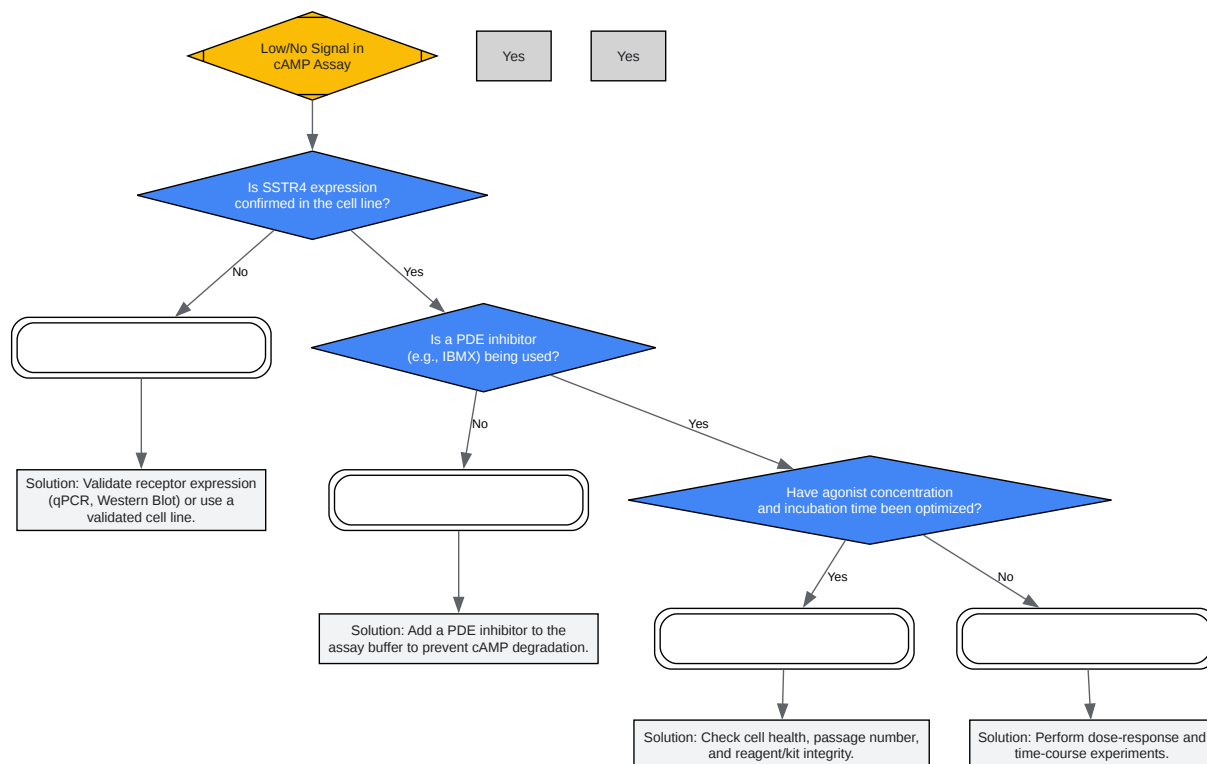 Low/No Signal in
cAMP Assay
Yes
Yes
Is SSTR4 expression
confirmed in the cell line?
No
Yes
Is a PDE inhibitor
(e.g., IBMX) being used?
No
Yes
Solution: Validate receptor expression
(qPCR, Western Blot) or use a
validated cell line.
Have agonist concentration
and incubation time been optimized?
Yes
No
Solution: Add a PDE inhibitor to the
assay buffer to prevent cAMP degradation.
Solution: Check cell health, passage number,
and reagent/kit integrity.
Solution: Perform dose-response and
time-course experiments.